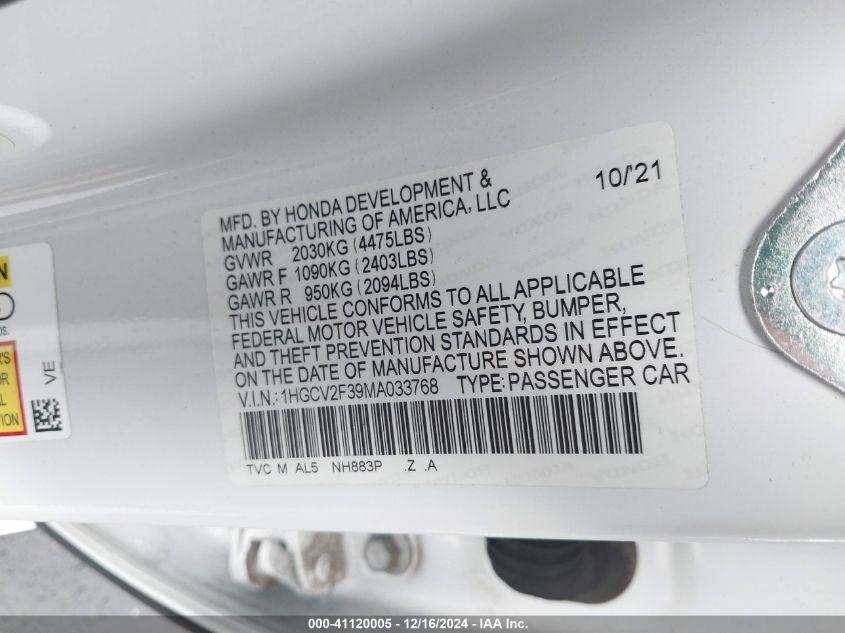 MFD. BY HONDA DEVELOPMENT &
MANUFACTURING OF AMERICA, LLC
10/'21
GVWR 2030KG (4475LBS)
GAWR F 1090KG (2403LBS)
GAWR R 950KG (2094LBS)
THIS VEHICLE CONFORMS TO ALL APPLICABLE
FEDERAL MOTOR VEHICLE SAFETY, BUMPER,
AND THEFT PREVENTION STANDARDS IN EFFECT
ON THE DATE OF MANUFACTURE SHOWN ABOVE.
V.I.N.: 1HGCV2F39MA033768 TYPE: PASSENGER CAR
TVC M AL5 NH883P .Z .A
VE
000-41120005 - 12/16/2024 - IAA Inc.